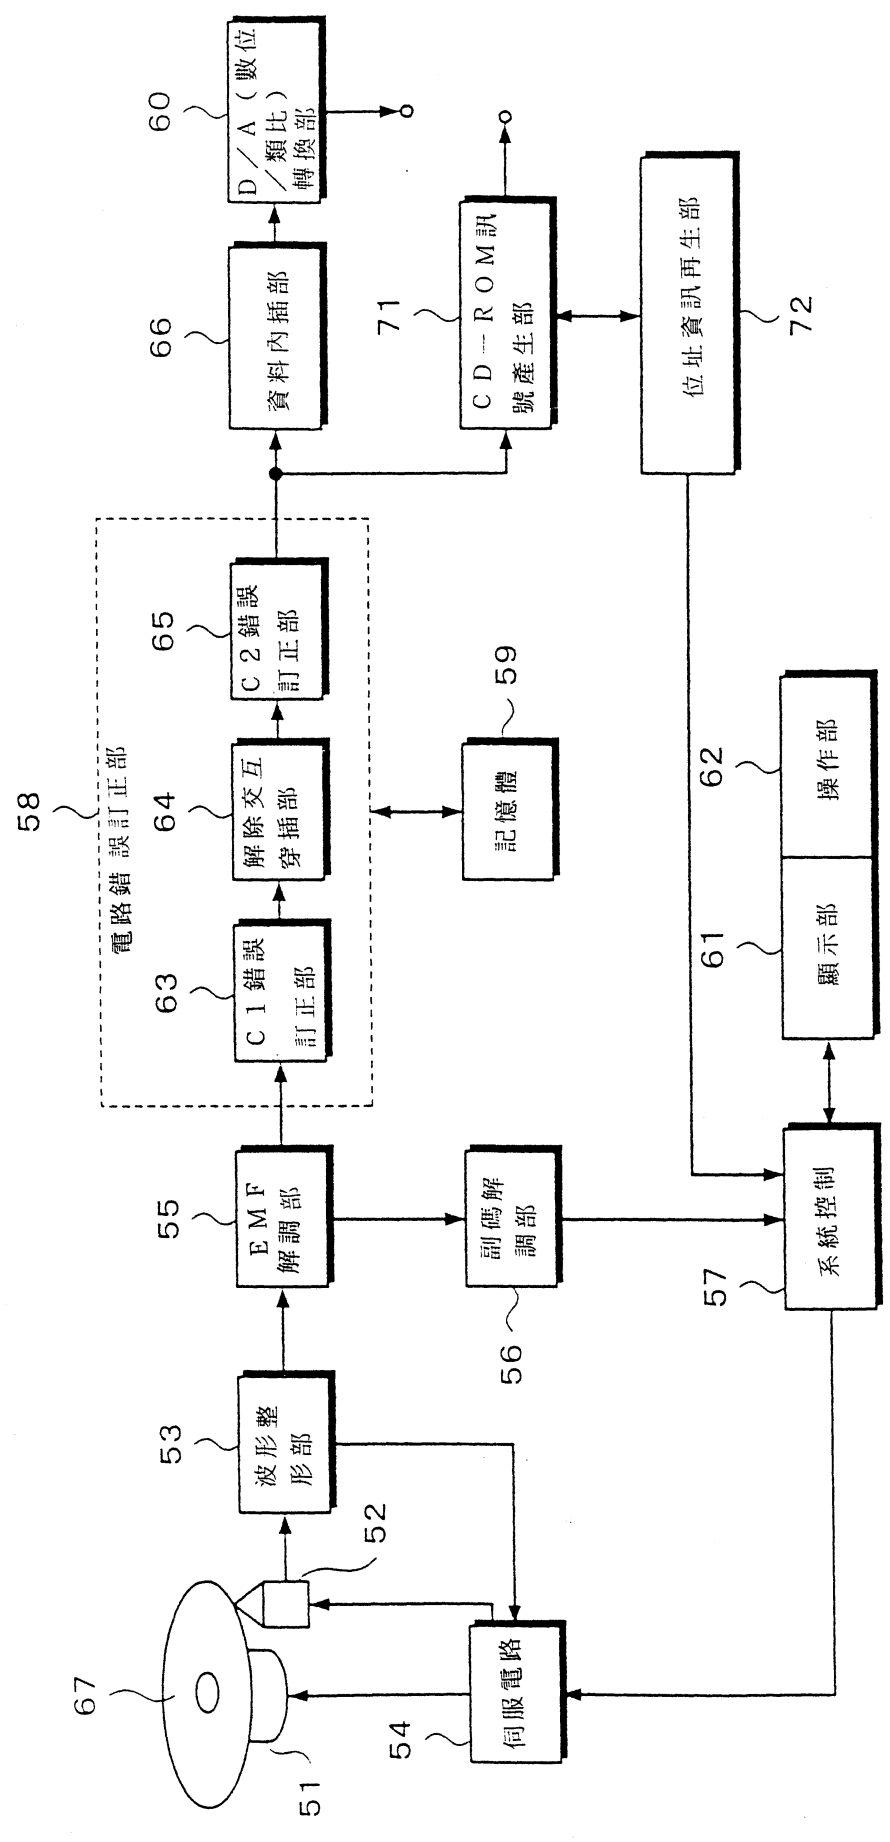 67
51
52
53
波形整
形部
54
伺服電路
55
EMF
解調部
56
副碼解
調部
57
系統控制
58
電路錯誤訂正部
63
C1錯誤
訂正部
64
解除交互
穿插部
65
C2錯誤
訂正部
59
記憶體
66
資料內插部
60
D/A(數位
/類比)
轉換部
71
CD-ROM訊
號產生部
72
位址資訊再生部
61
顯示部
62
操作部